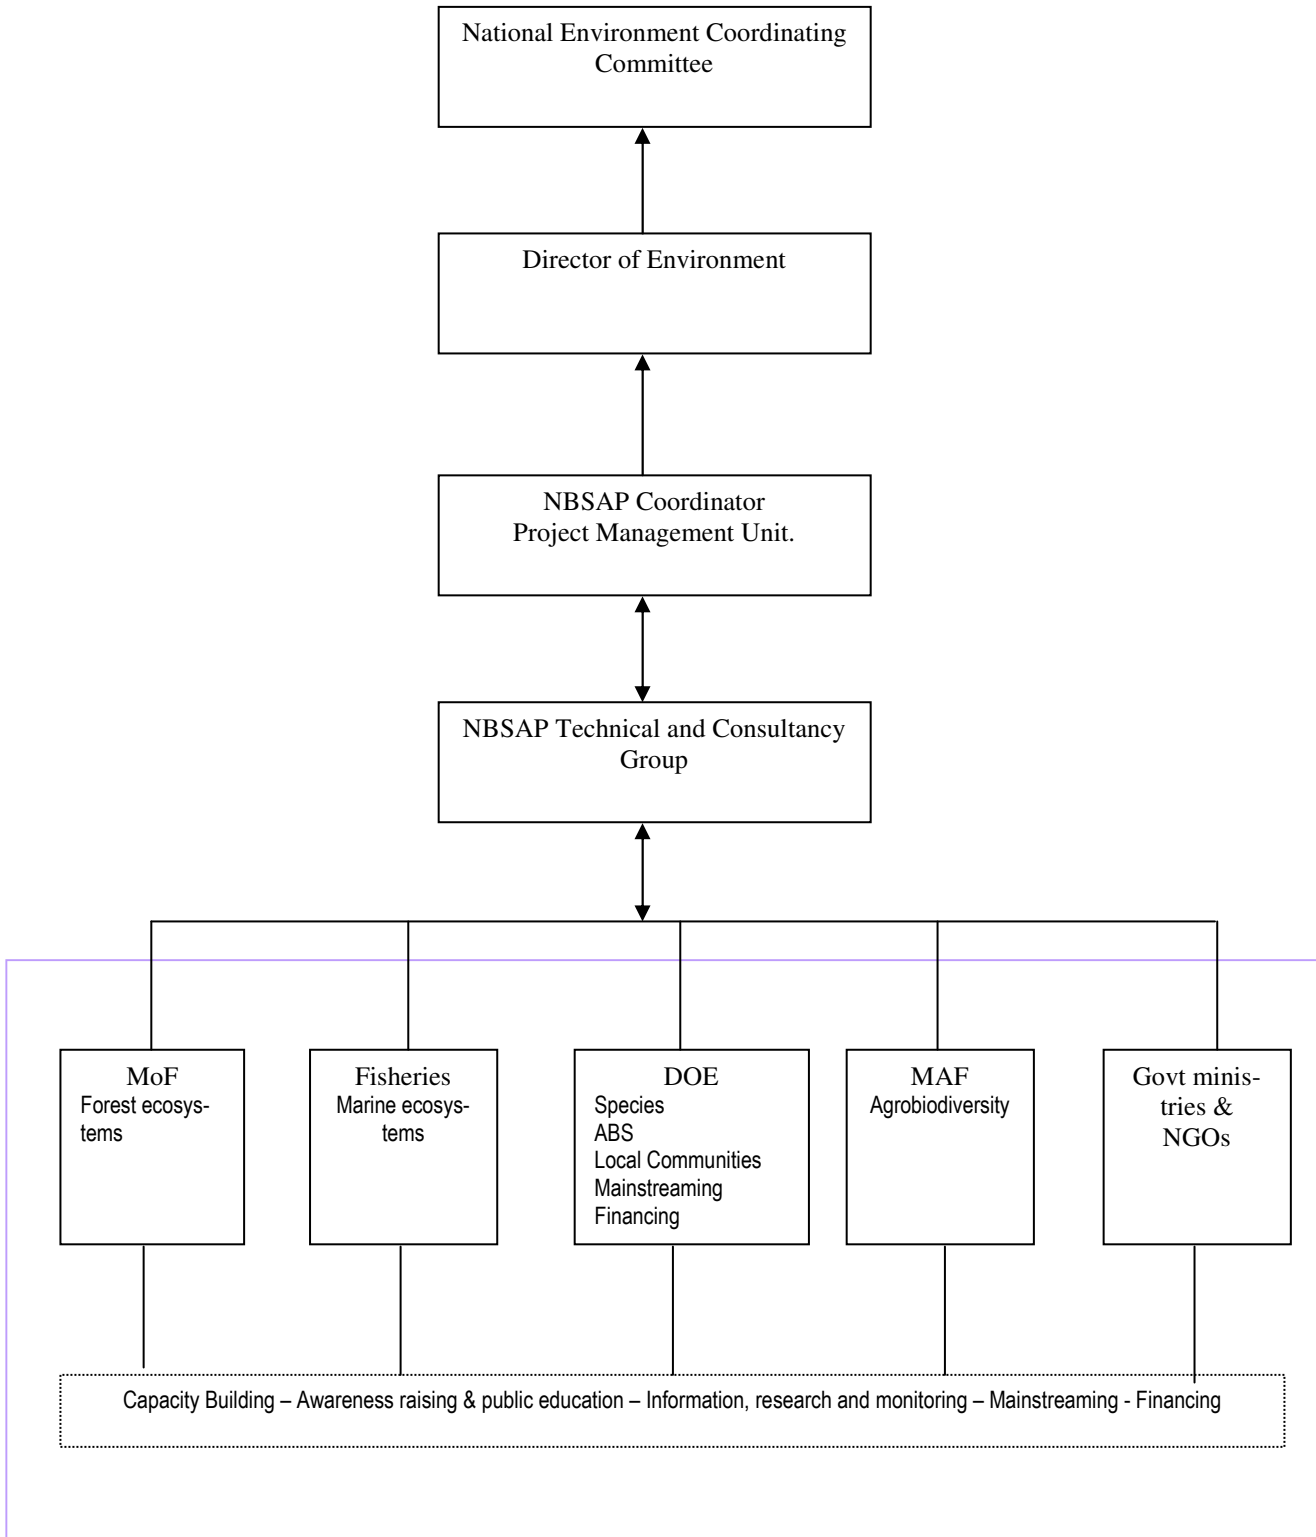 National Environment Coordinating
Committee
Director of Environment
NBSAP Coordinator
Project Management Unit.
NBSAP Technical and Consultancy
Group
MoF
Forest ecosys-
tems
Fisheries
Marine ecosys-
tems
DOE
Species
ABS
Local Communities
Mainstreaming
Financing
MAF
Agrobiodiversity
Govt minis-
tries &
NGOs
Capacity Building – Awareness raising & public education – Information, research and monitoring – Mainstreaming - Financing